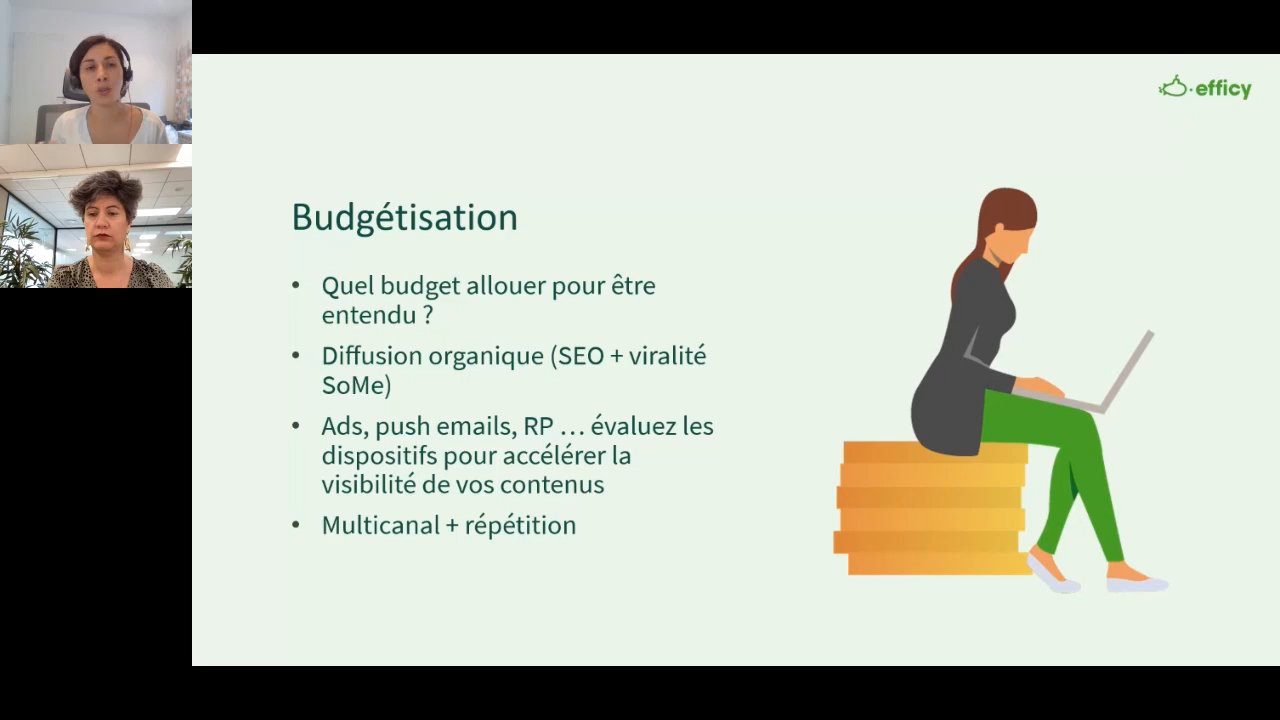 efficy
Budgétisation
• Quel budget allouer pour être
entendu ?
• Diffusion organique (SEO + viralité
SoMe)
• Ads, push emails, RP … évaluez les
dispositifs pour accélérer la
visibilité de vos contenus
• Multicanal + répétition